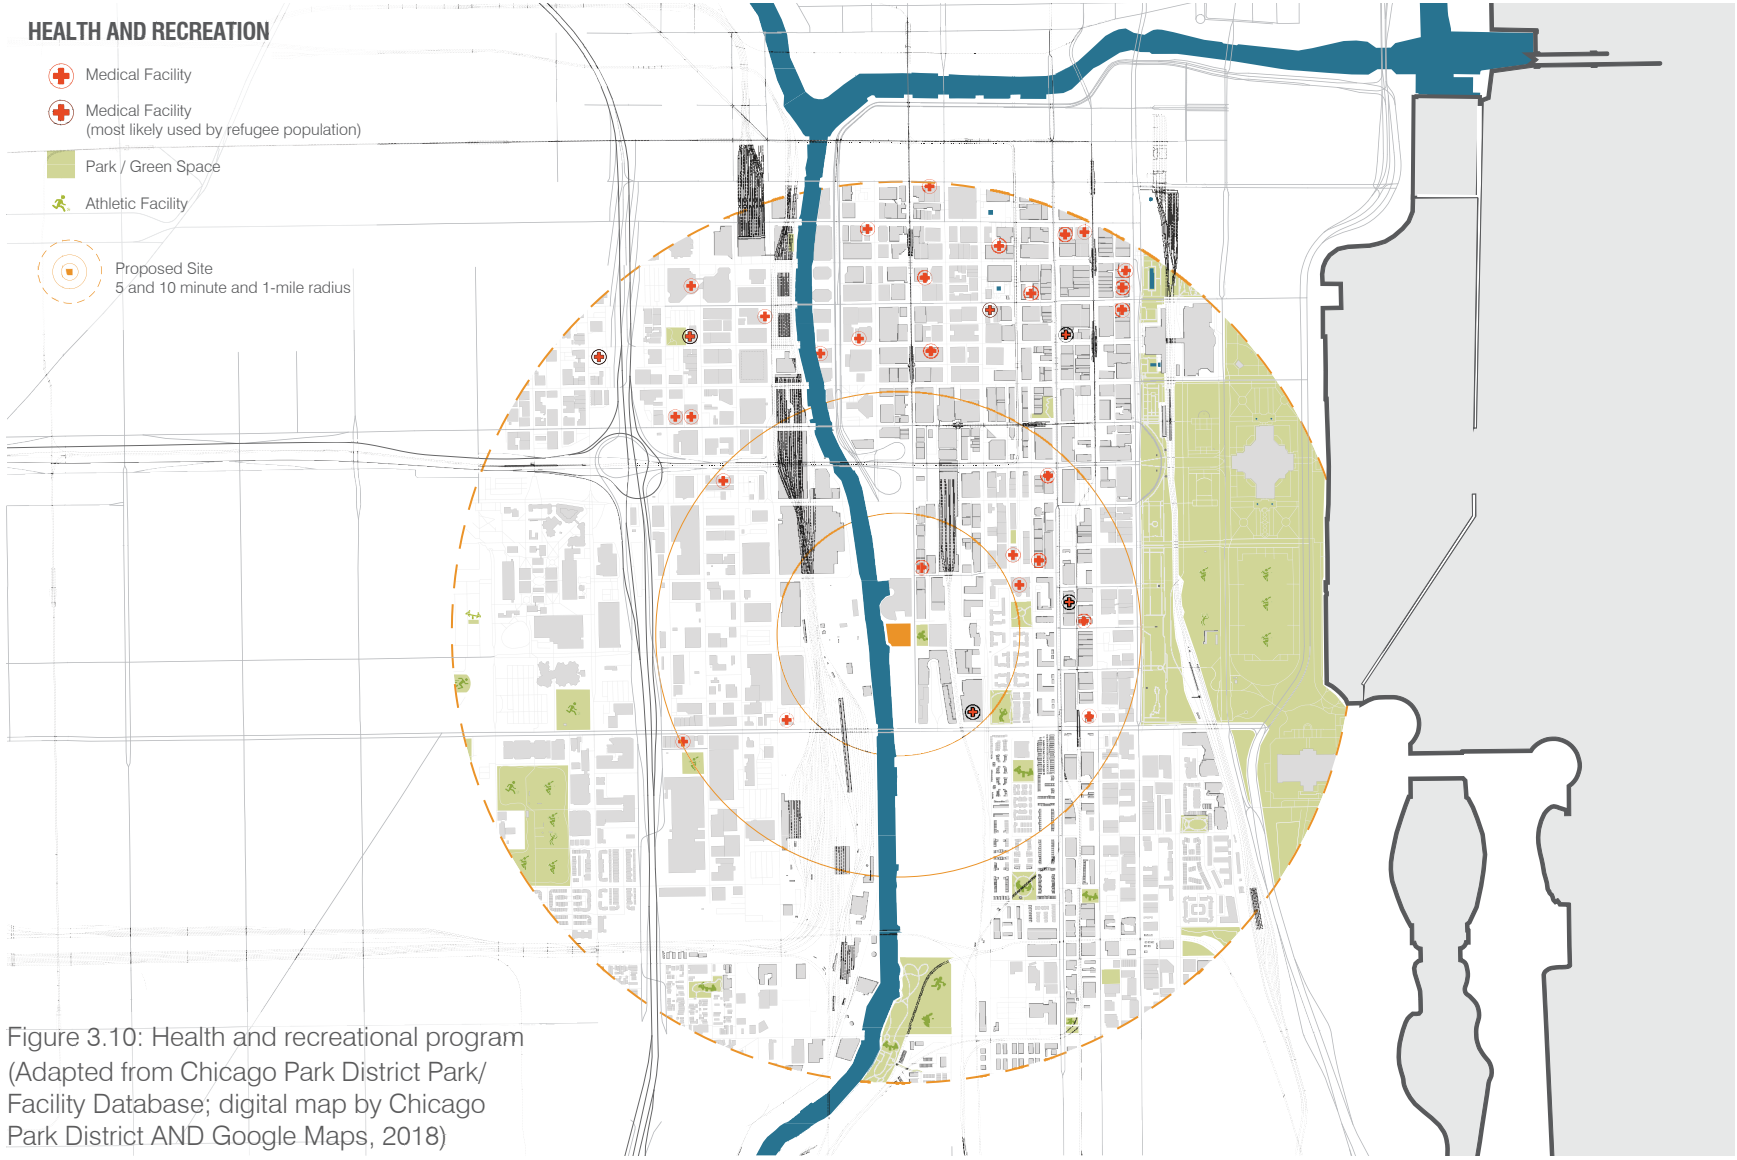 HEALTH AND RECREATION
Medical Facility
Medical Facility
(most likely used by refugee population)
Park / Green Space
Athletic Facility
Proposed Site
5 and 10 minute and 1-mile radius
Figure 3.10: Health and recreational program
(Adapted from Chicago Park District Park/
Facility Database; digital map by Chicago
Park District AND Google Maps, 2018)